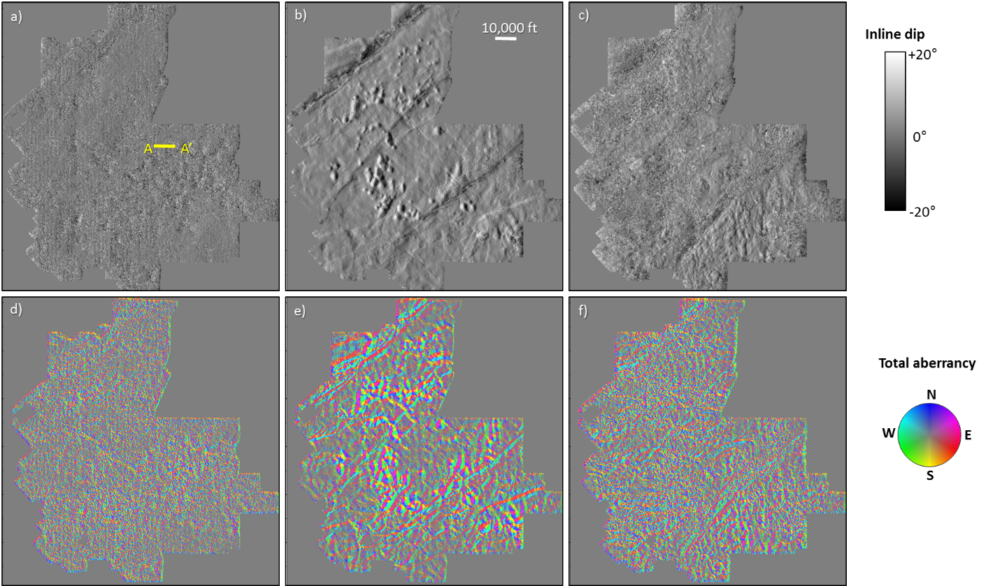 a)
b)
c)
10,000 ft
A A'
Inline dip
+20°
0°
-20°
d)
e)
f)
Total aberrancy
N
W E
S